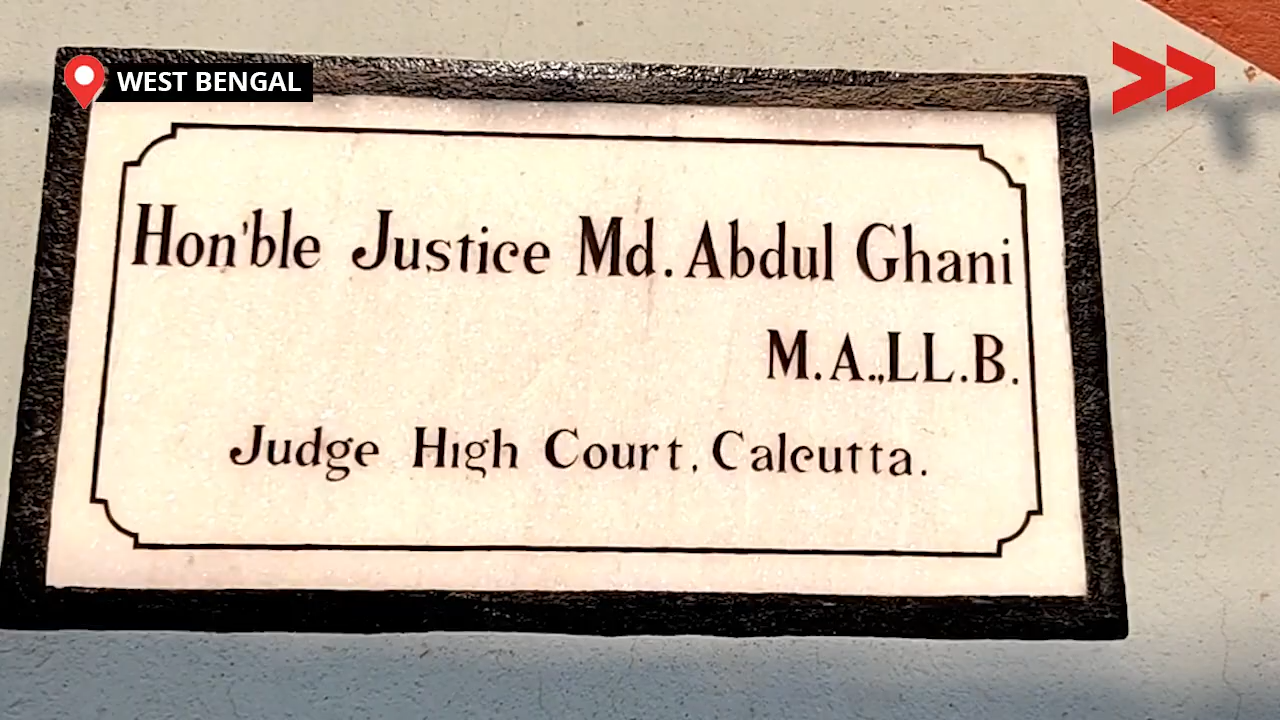 WEST BENGAL
Hon'ble Justice Md. Abdul Ghani
M.A.,LL.B.
Judge High Court, Calcutta.